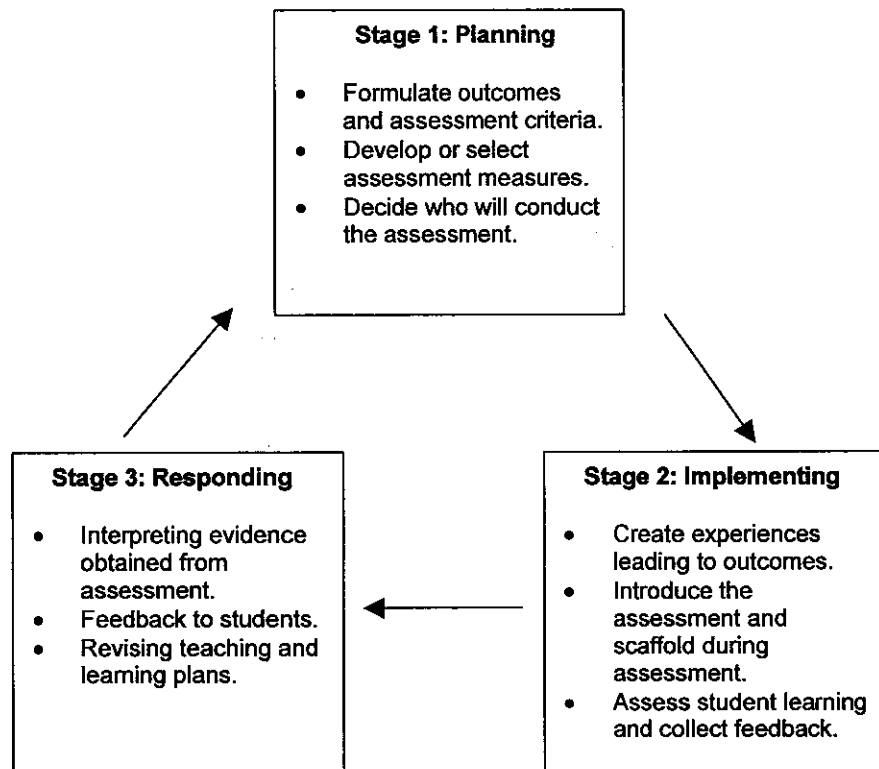 Stage 1: Planning
• Formulate outcomes
and assessment criteria.
• Develop or select
assessment measures.
• Decide who will conduct
the assessment.
Stage 3: Responding
• Interpreting evidence
obtained from
assessment.
• Feedback to students.
• Revising teaching and
learning plans.
Stage 2: Implementing
• Create experiences
leading to outcomes.
• Introduce the
assessment and
scaffold during
assessment.
• Assess student learning
and collect feedback.